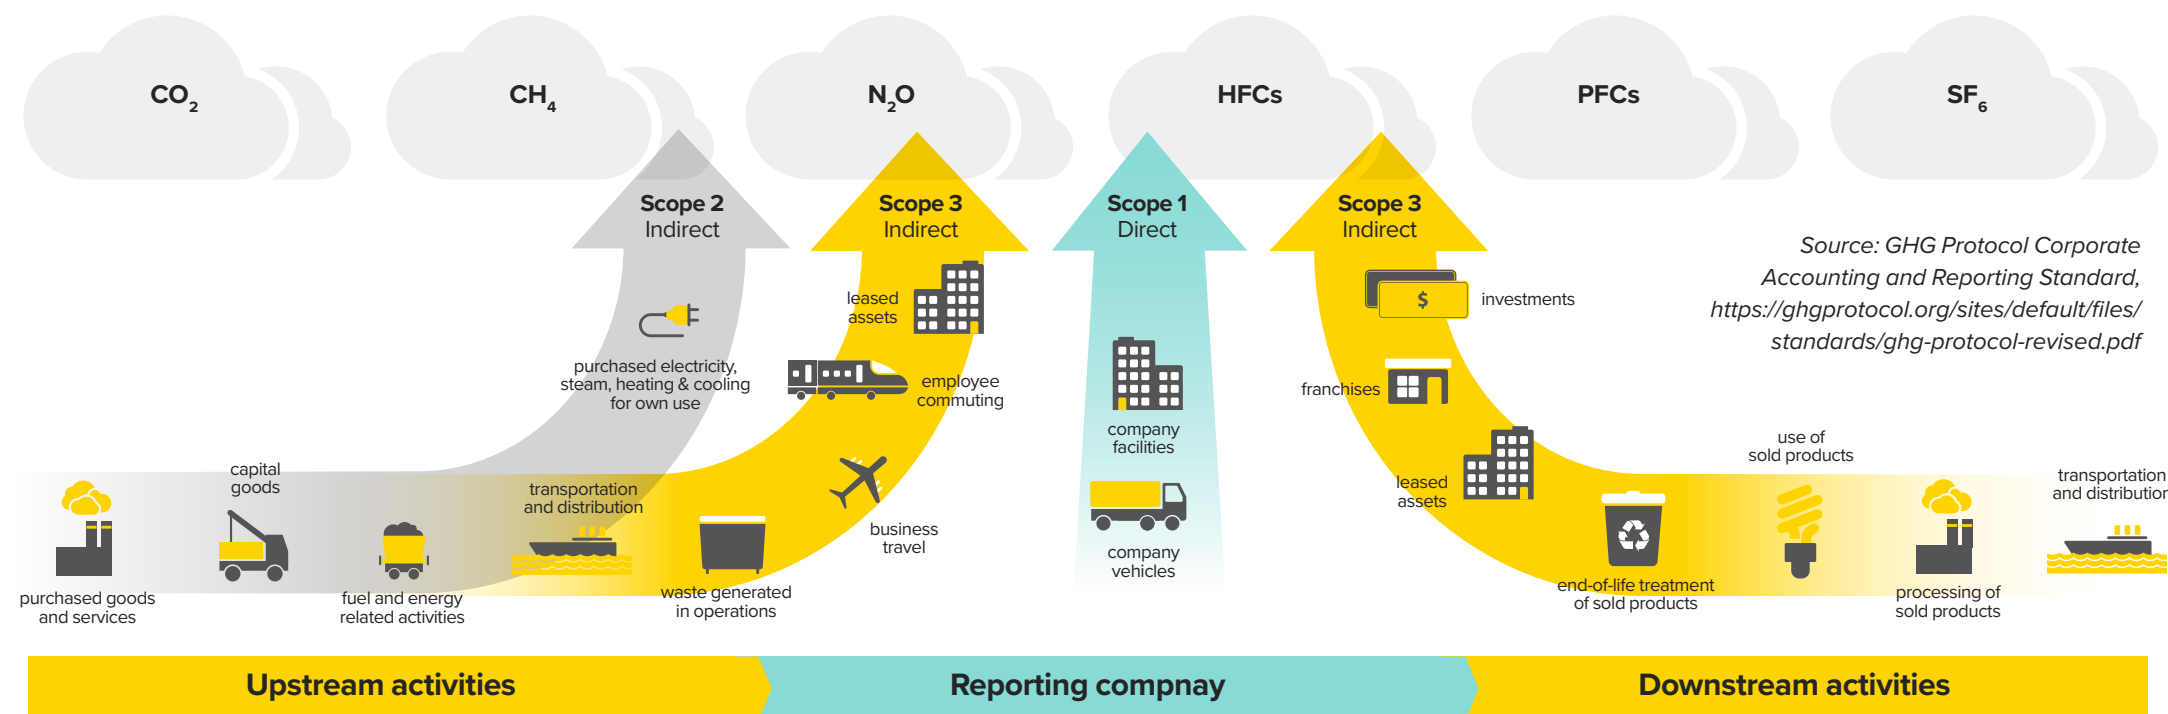 CO2
CH4
N2O
HFCs
PFCs
SF6
Scope 2
Indirect
Scope 3
Indirect
Scope 1
Direct
Scope 3
Indirect
Source: GHG Protocol Corporate
Accounting and Reporting Standard,
https://ghgprotocol.org/sites/default/files/
standards/ghg-protocol-revised.pdf
purchased electricity,
steam, heating & cooling
for own use
leased
assets
employee
commuting
business
travel
company
facilities
company
vehicles
$
investments
franchises
leased
assets
purchased goods
and services
capital
goods
fuel and energy
related activities
transportation
and distribution
waste generated
in operations
end-of-life treatment
of sold products
use of
sold products
processing of
sold products
transportation
and distribution
Upstream activities
Reporting compnay
Downstream activities